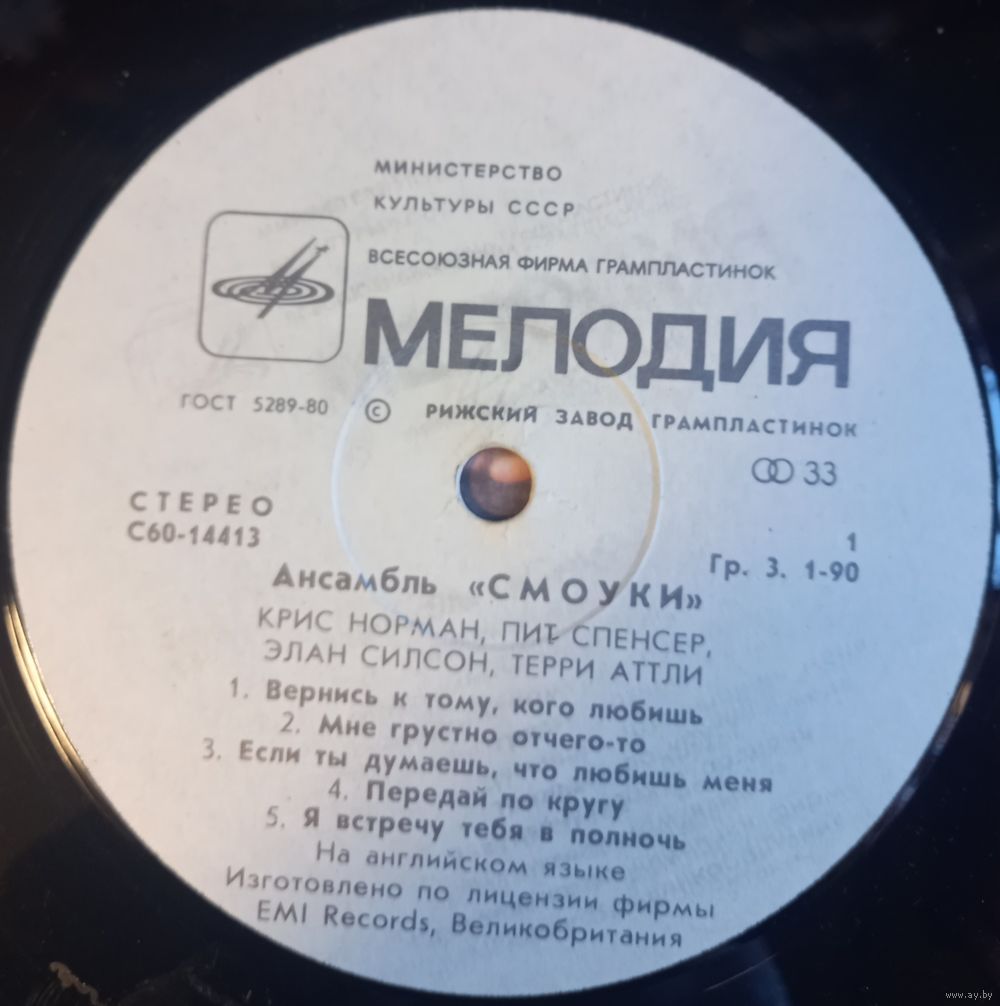 МИНИСТЕРСТВО
КУЛЬТУРЫ СССР
ВСЕСОЮЗНАЯ ФИРМА ГРАМПЛАСТИНОК
МЕЛОДИЯ
ГОСТ 5289-80 © РИЖСКИЙ ЗАВОД ГРАМПЛАСТИНОК
33
СТЕРЕО
С60-14413
1
Гр. 3. 1-90
Ансамбль «СМОУКИ»
КРИС НОРМАН, ПИТ СПЕНСЕР,
ЭЛАН СИЛСОН, ТЕРРИ АТТЛИ
1. Вернись к тому, кого любишь
2. Мне грустно отчего-то
3. Если ты думаешь, что любишь меня
4. Передай по кругу
5. Я встречу тебя в полночь
На английском языке
Изготовлено по лицензии фирмы
EMI Records, Великобритания
www.ay.by